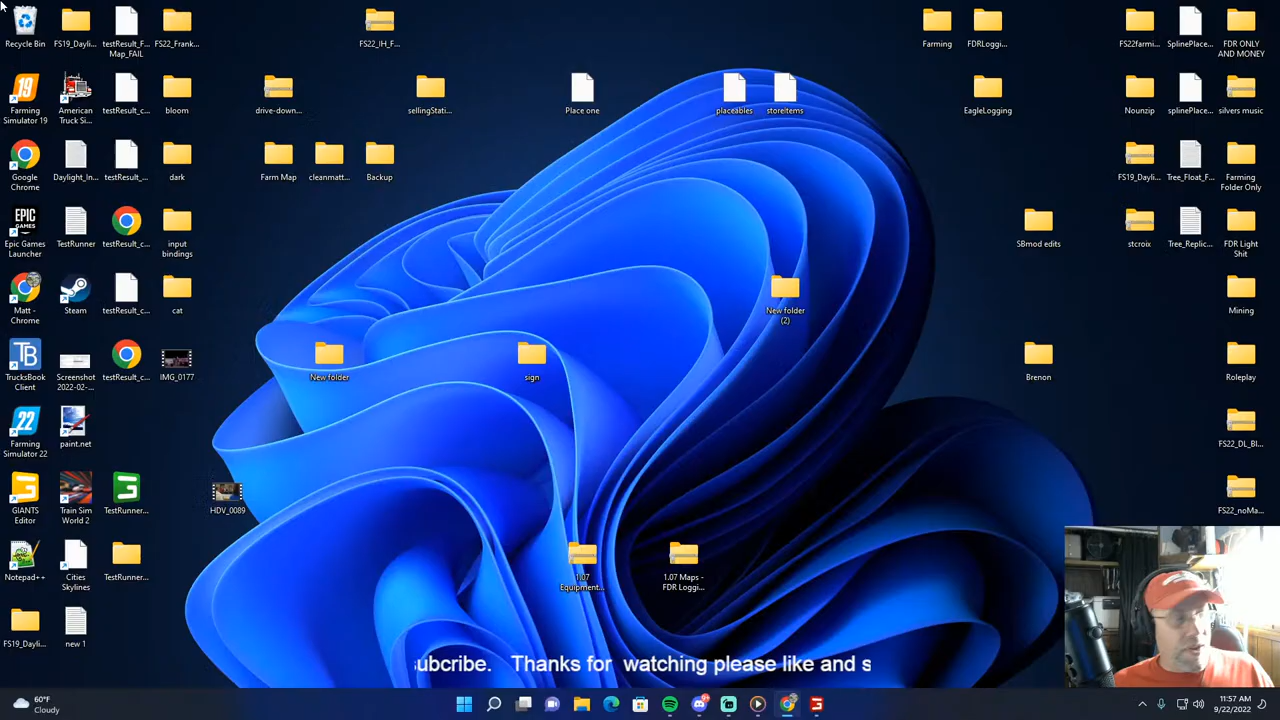 Recycle Bin
FS19_Dayli...
testResult_F...
Map_FAIL
FS22_Frank...
FS22_IH_F...
Farming
FDRLoggi...
FS22farmi...
SplinePlace...
FDR ONLY
AND MONEY
Farming
Simulator 19
American
Truck Si...
testResult_c...
bloom
drive-down...
sellingStati...
Place one
placeables
storeItems
EagleLogging
Nounzip
splinePlace...
silvers music
Google
Chrome
Daylight_In...
testResult_...
dark
Farm Map
cleanmatt...
Backup
FS19_Dayli...
Tree_Float_F...
Farming
Folder Only
Epic Games
Launcher
TestRunner
testResult_c...
input
bindings
SBmod edits
stcroix
Tree_Replic...
FDR Light
Shit
Matt -
Chrome
Steam
testResult_c...
cat
New folder
(2)
Mining
TrucksBook
Client
Screenshot
2022-02-...
testResult_c...
IMG_0177
New folder
sign
Brenon
Roleplay
Farming
Simulator 22
paint.net
FS22_DL_Bl...
GIANTS
Editor
Train Sim
World 2
TestRunner...
HDV_0089
FS22_noMa...
Notepad++
Cities
Skylines
TestRunner...
1.07
Equipment...
1.07 Maps -
FDR Loggi...
FS19_Dayli...
new 1
ubcribe.   Thanks for  watching please like and s
60°F
Cloudy
11:57 AM
9/22/2022